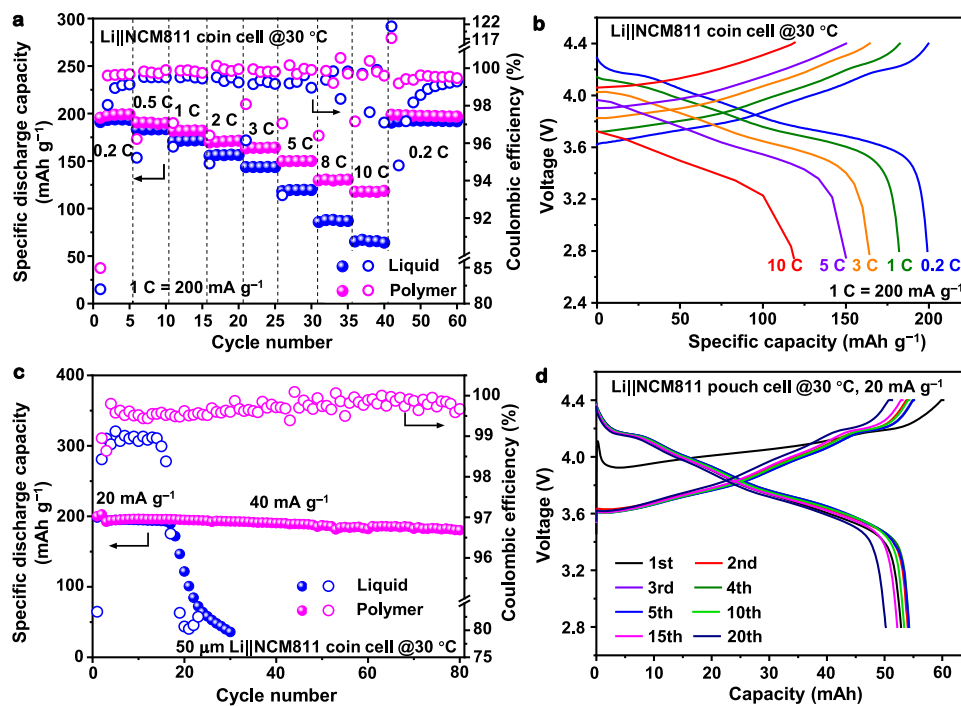 a
Li||NCM811 coin cell @30 °C
Specific discharge capacity
(mAh g⁻¹)
300
250
200
150
100
50
0
0.2 C
0.5 C
1 C
2 C
3 C
5 C
8 C
10 C
0.2 C
Liquid
Polymer
1 C = 200 mA g⁻¹
122
117
100
98
96
94
92
85
80
Coulombic efficiency (%)
0 5 10 15 20 25 30 35 40 45 50 55 60
Cycle number
b
Li||NCM811 coin cell @30 °C
Voltage (V)
4.4
4.0
3.6
3.2
2.8
2.4
10 C 5 C 3 C 1 C 0.2 C
1 C = 200 mA g⁻¹
0 50 100 150 200
Specific capacity (mAh g⁻¹)
c
Specific discharge capacity
(mAh g⁻¹)
400
300
200
100
0
20 mA g⁻¹
40 mA g⁻¹
Liquid
Polymer
50 μm Li||NCM811 coin cell @30 °C
100
99
98
97
96
80
75
Coulombic efficiency (%)
0 10 20 30 40 50 60 70 80
Cycle number
d
Li||NCM811 pouch cell @30 °C, 20 mA g⁻¹
Voltage (V)
4.4
4.0
3.6
3.2
2.8
1st 2nd
3rd 4th
5th 10th
15th 20th
0 10 20 30 40 50 60
Capacity (mAh)